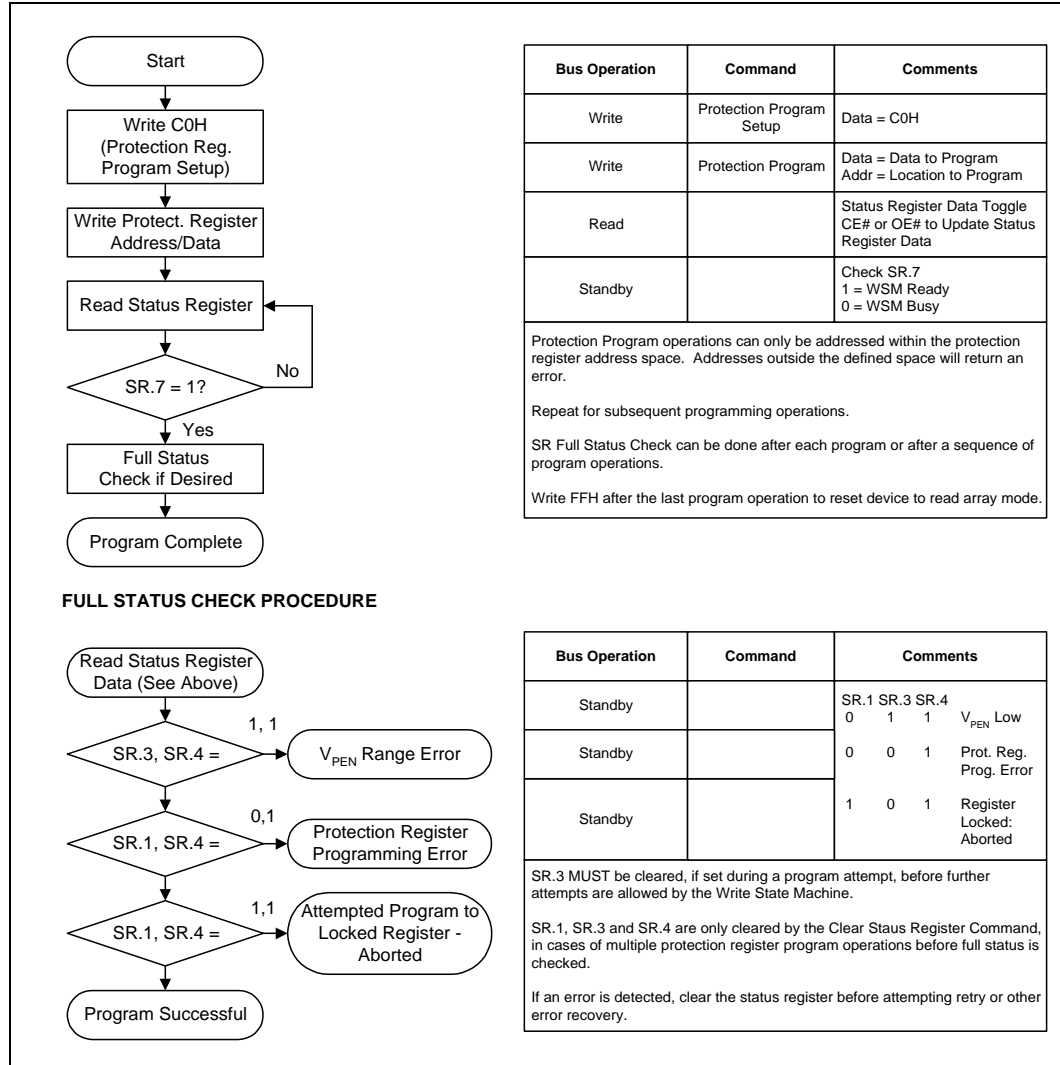 Start
Write C0H
(Protection Reg.
Program Setup)
Write Protect. Register
Address/Data
Read Status Register
SR.7 = 1?
No
Yes
Full Status
Check if Desired
Program Complete
Bus Operation Command Comments
Write Protection Program
Setup Data = C0H
Write Protection Program Data = Data to Program
Addr = Location to Program
Read Status Register Data Toggle
CE# or OE# to Update Status
Register Data
Standby Check SR.7
1 = WSM Ready
0 = WSM Busy
Protection Program operations can only be addressed within the protection
register address space. Addresses outside the defined space will return an
error.
Repeat for subsequent programming operations.
SR Full Status Check can be done after each program or after a sequence of
program operations.
Write FFH after the last program operation to reset device to read array mode.
FULL STATUS CHECK PROCEDURE
Read Status Register
Data (See Above)
SR.3, SR.4 =
1, 1
VPEN Range Error
SR.1, SR.4 =
0,1
Protection Register
Programming Error
SR.1, SR.4 =
1,1
Attempted Program to
Locked Register -
Aborted
Program Successful
Bus Operation Command Comments
Standby SR.1 SR.3 SR.4
0 1 1 VPEN Low
Standby 0 0 1 Prot. Reg.
Prog. Error
Standby 1 0 1 Register
Locked:
Aborted
SR.3 MUST be cleared, if set during a program attempt, before further
attempts are allowed by the Write State Machine.
SR.1, SR.3 and SR.4 are only cleared by the Clear Staus Register Command,
in cases of multiple protection register program operations before full status is
checked.
If an error is detected, clear the status register before attempting retry or other
error recovery.